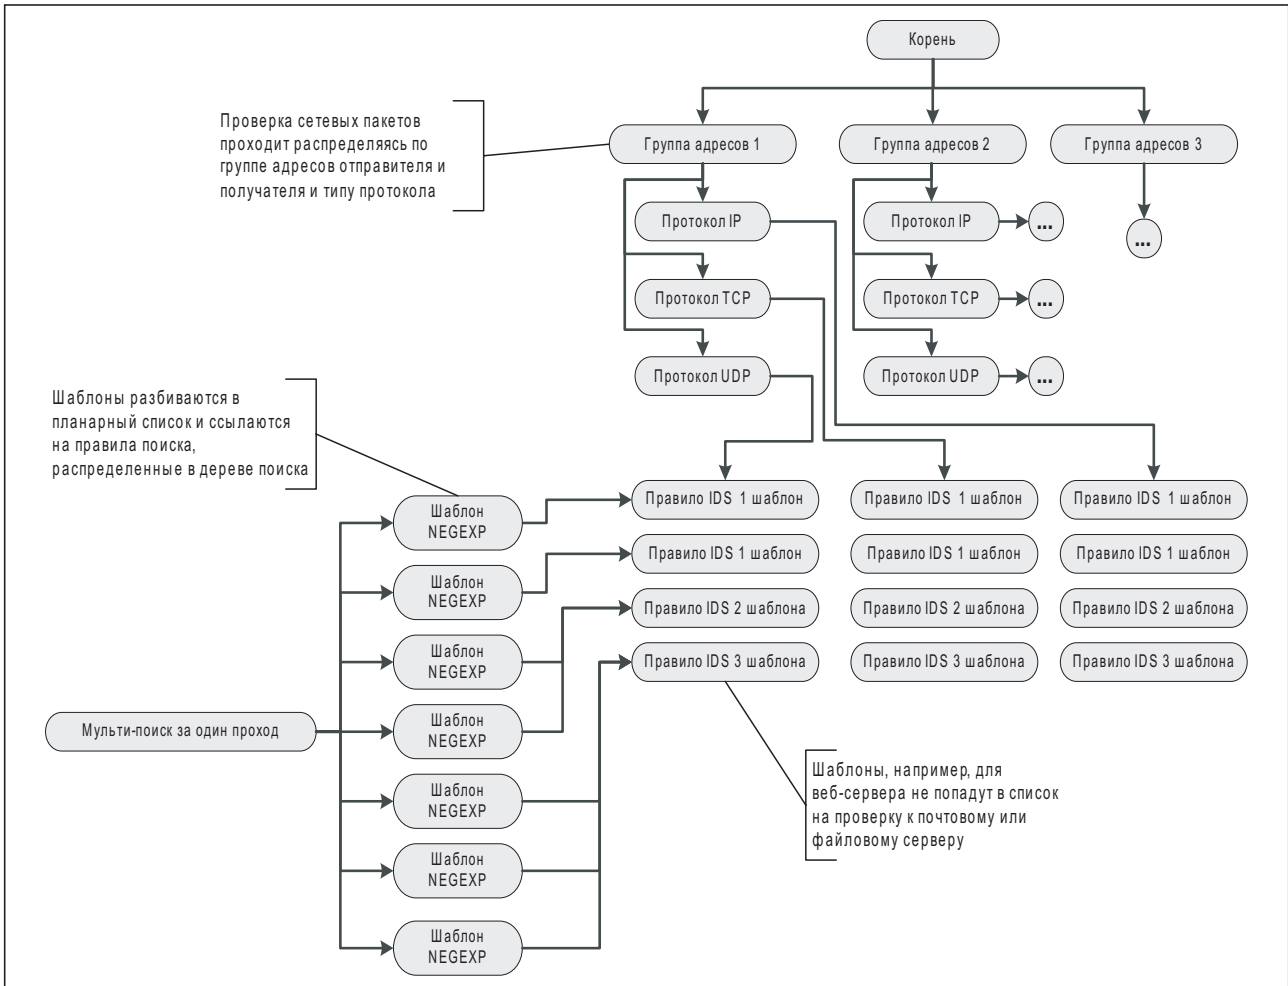 Корень
Проверка сетевых пакетов
проходит распределяясь по
группе адресов отправителя и
получателя и типу протокола
Группа адресов 1
Группа адресов 2
Группа адресов 3
Протокол IP
Протокол IP
...
...
Протокол TCP
Протокол TCP
...
Протокол UDP
Протокол UDP
...
Шаблоны разбиваются в
планарный список и ссылаются
на правила поиска,
распределенные в дереве поиска
Шаблон
NEGEXP
Правило IDS 1 шаблон
Правило IDS 1 шаблон
Правило IDS 1 шаблон
Шаблон
NEGEXP
Правило IDS 1 шаблон
Правило IDS 1 шаблон
Правило IDS 1 шаблон
Правило IDS 2 шаблона
Правило IDS 2 шаблона
Правило IDS 2 шаблона
Шаблон
NEGEXP
Правило IDS 3 шаблона
Правило IDS 3 шаблона
Правило IDS 3 шаблона
Мульти-поиск за один проход
Шаблон
NEGEXP
Шаблоны, например, для
веб-сервера не попадут в список
на проверку к почтовому или
файловому серверу
Шаблон
NEGEXP
Шаблон
NEGEXP
Шаблон
NEGEXP